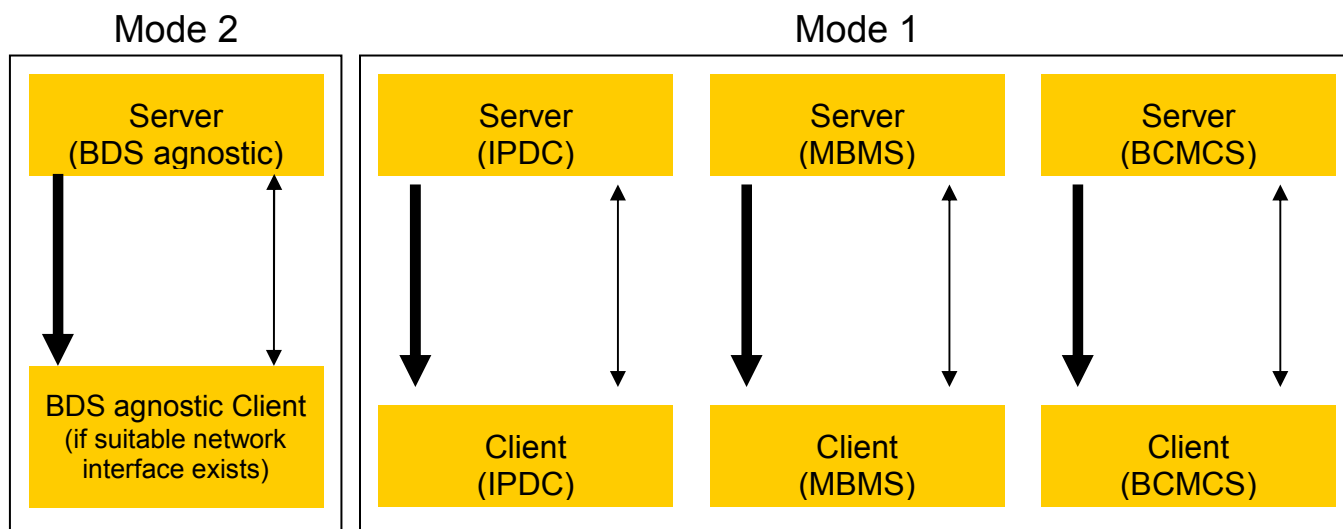 Mode 2
Mode 1
Server
(BDS agnostic)
Server
(IPDC)
Server
(MBMS)
Server
(BCMCS)
BDS agnostic Client
(if suitable network
interface exists)
Client
(IPDC)
Client
(MBMS)
Client
(BCMCS)